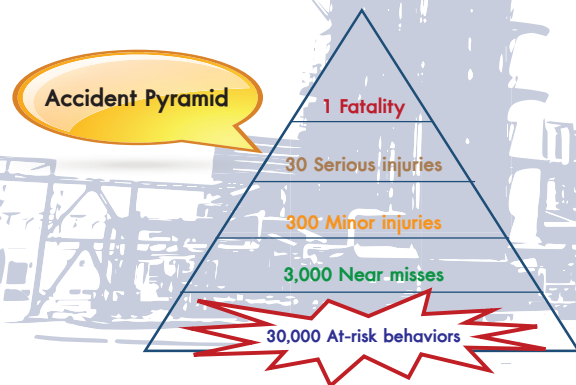 Accident Pyramid
1 Fatality
30 Serious injuries
300 Minor injuries
3,000 Near misses
30,000 At-risk behaviors